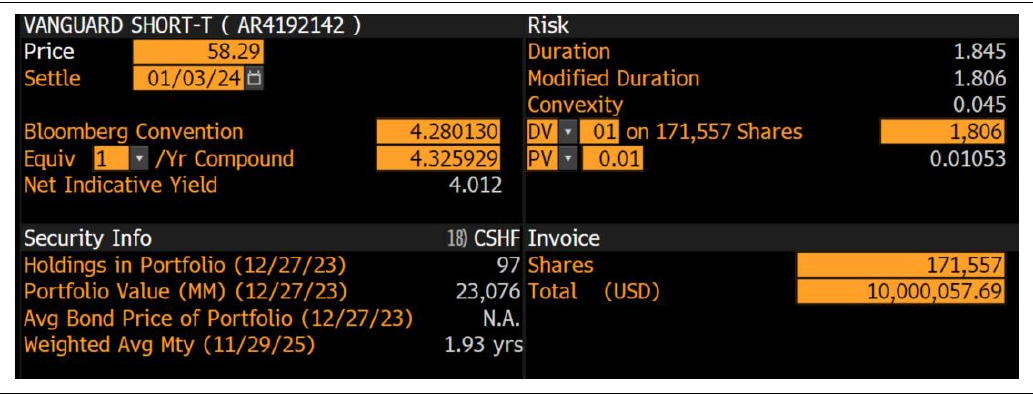 VANGUARD SHORT-T ( AR4192142 )
Price 58.29
Settle 01/03/24
Bloomberg Convention 4.280130
Equiv 1 /Yr Compound 4.325929
Net Indicative Yield 4.012
Risk
Duration 1.845
Modified Duration 1.806
Convexity 0.045
DV 01 on 171,557 Shares 1,806
PV 0.01 0.01053
Security Info 18) CSHF
Holdings in Portfolio (12/27/23) 97
Portfolio Value (MM) (12/27/23) 23,076
Avg Bond Price of Portfolio (12/27/23) N.A.
Weighted Avg Mty (11/29/25) 1.93 yrs
Invoice
Shares 171,557
Total (USD) 10,000,057.69